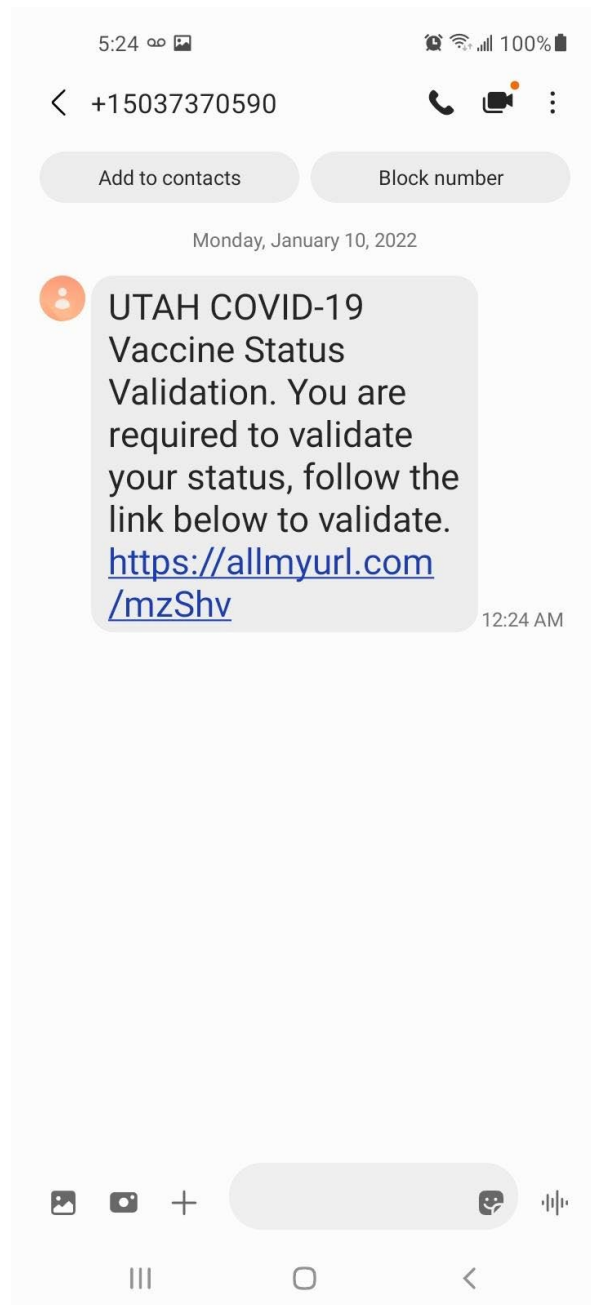 5:24 100%
+15037370590
Add to contacts Block number
Monday, January 10, 2022
UTAH COVID-19
Vaccine Status
Validation. You are
required to validate
your status, follow the
link below to validate.
https://allmyurl.com
/mzShv
12:24 AM